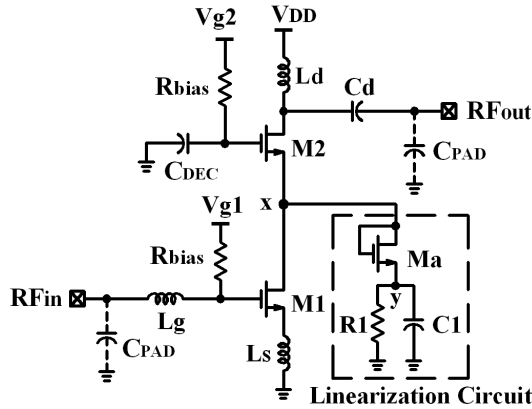 Vg2
VDD
Rbias
Ld
Cd
RFout
CDEC
M2
CPAD
x
Vg1
Rbias
Ma
RFin
Lg
M1
y
R1
C1
CPAD
Ls
Linearization Circuit